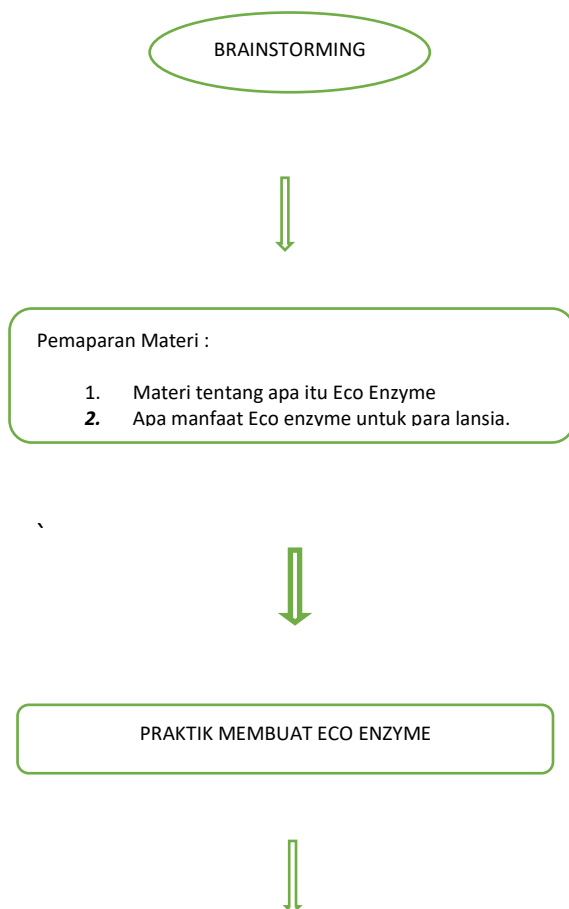 BRAINSTORMING
Pemaparan Materi :
1. Materi tentang apa itu Eco Enzyme
2. Apa manfaat Eco enzyme untuk para lansia.
`
PRAKTIK MEMBUAT ECO ENZYME